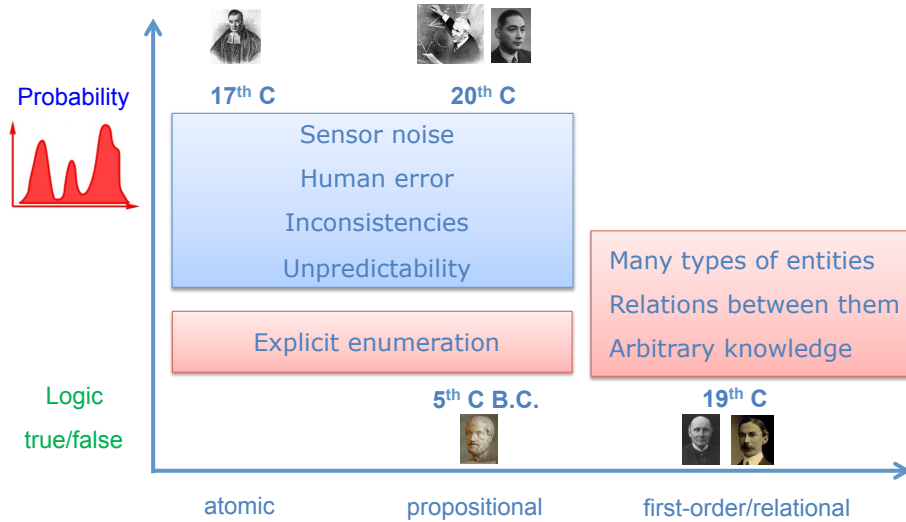 17th C
20th C
Probability
Sensor noise
Human error
Inconsistencies
Unpredictability
Many types of entities
Relations between them
Arbitrary knowledge
Explicit enumeration
Logic
true/false
5th C B.C.
19th C
atomic
propositional
first-order/relational